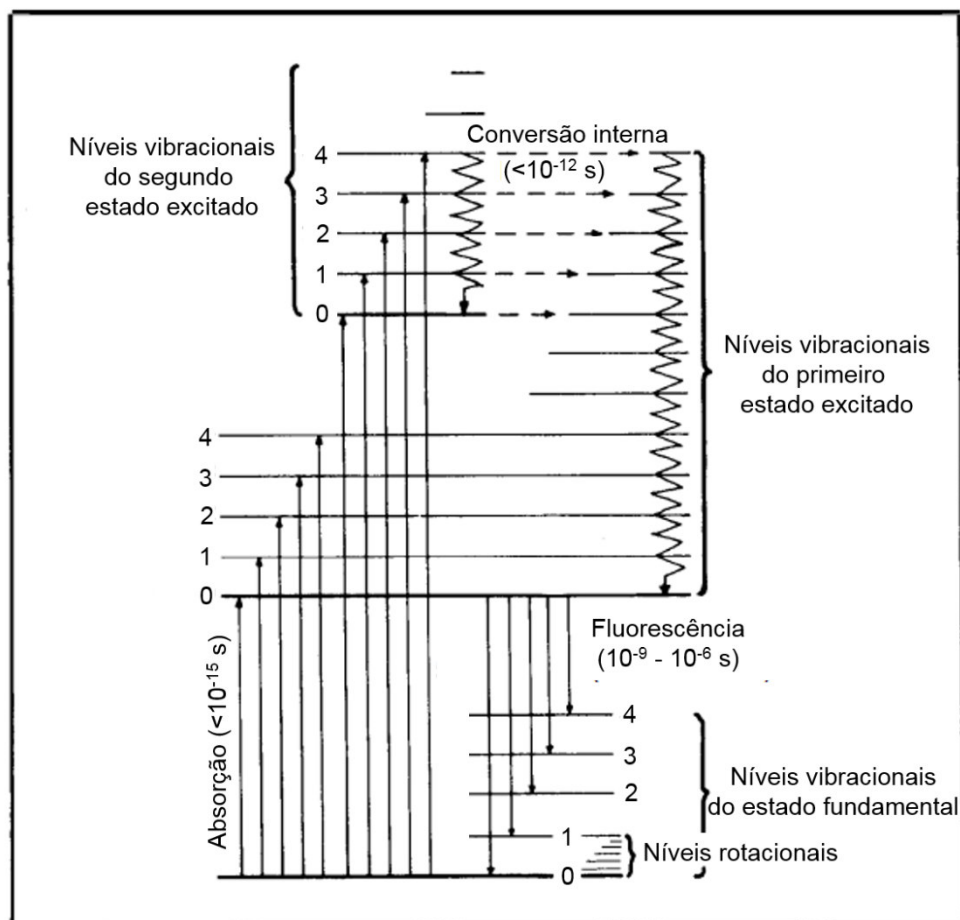 Níveis vibracionais
do segundo
estado excitado
4
3
2
1
0
Conversão interna
(<10⁻¹² s)
Níveis vibracionais
do primeiro
estado excitado
4
3
2
1
0
Absorção (<10⁻¹⁵ s)
Fluorescência
(10⁻⁹ - 10⁻⁶ s)
4
3
2
1
0
Níveis vibracionais
do estado fundamental
Níveis rotacionais